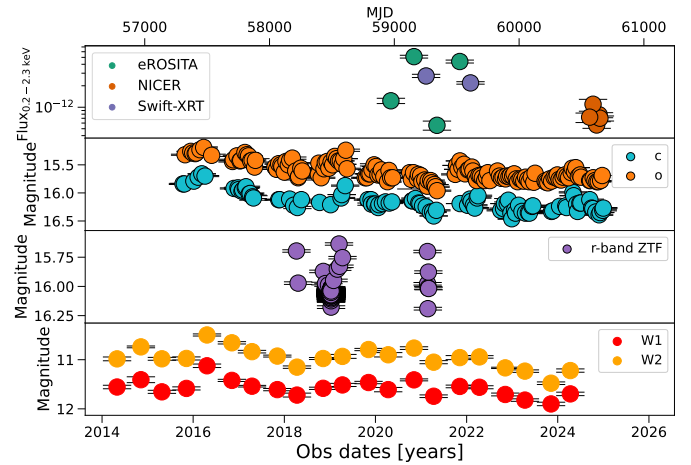 MJD
57000 58000 59000 60000 61000
Flux0.2 − 2.3 keV
10−12
eROSITA
NICER
Swift-XRT
Magnitude
15.5
16.0
16.5
c
o
Magnitude
15.75
16.00
16.25
r-band ZTF
Magnitude
11
12
W1
W2
2014 2016 2018 2020 2022 2024 2026
Obs dates [years]